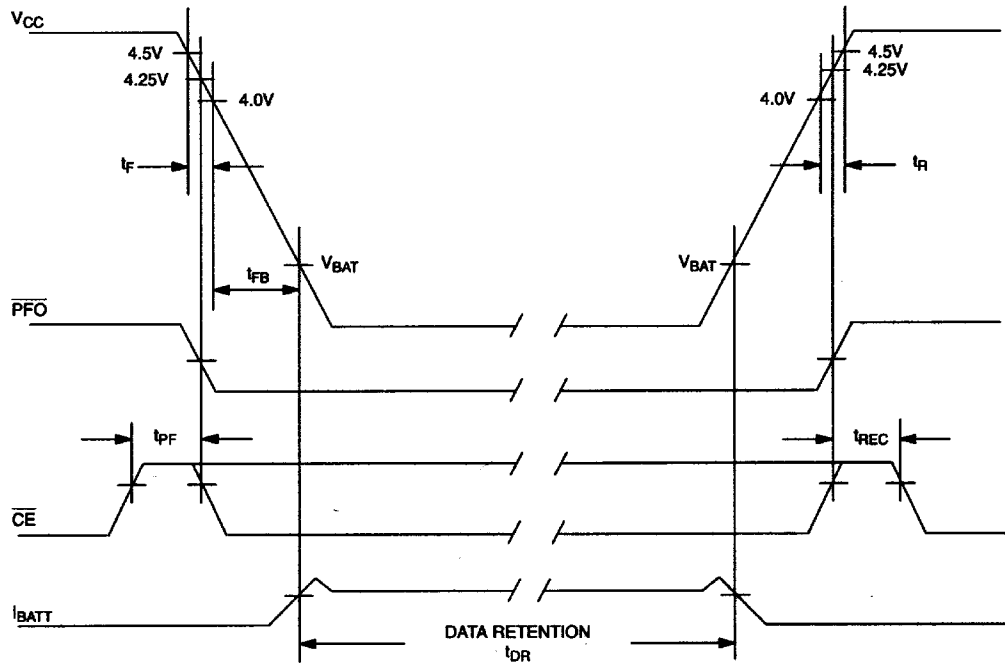 VCC
4.5V
4.25V
4.0V
tF
tFB
VBAT
4.5V
4.25V
4.0V
tR
VBAT
PFO
tPF
tREC
CE
IBATT
DATA RETENTION
tDR